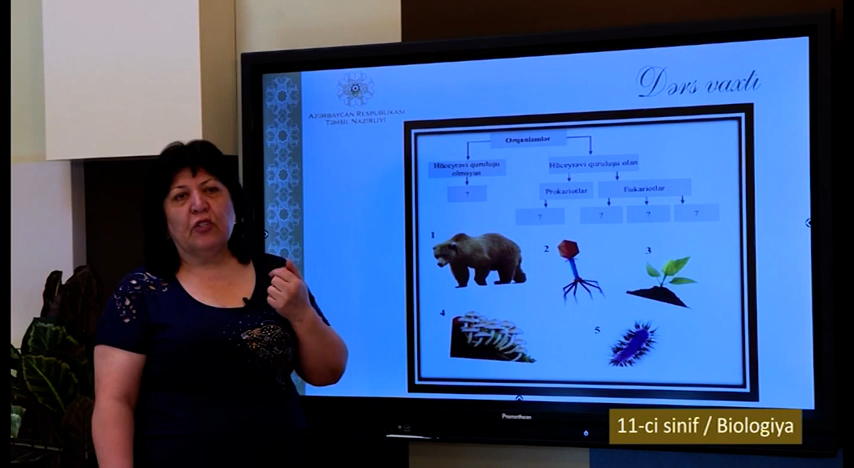 Dərs vaxtı
AZƏRBAYCAN RESPUBLİKASI
TƏHSİL NAZİRLİYİ
Orqanizmlər
Hüceyrəvi quruluşu
olmayan
Hüceyrəvi quruluşu olan
?
Prokariotlar
Eukariotlar
?
?
?
?
1
2
3
4
5
Promethean
11-ci sinif / Biologiya